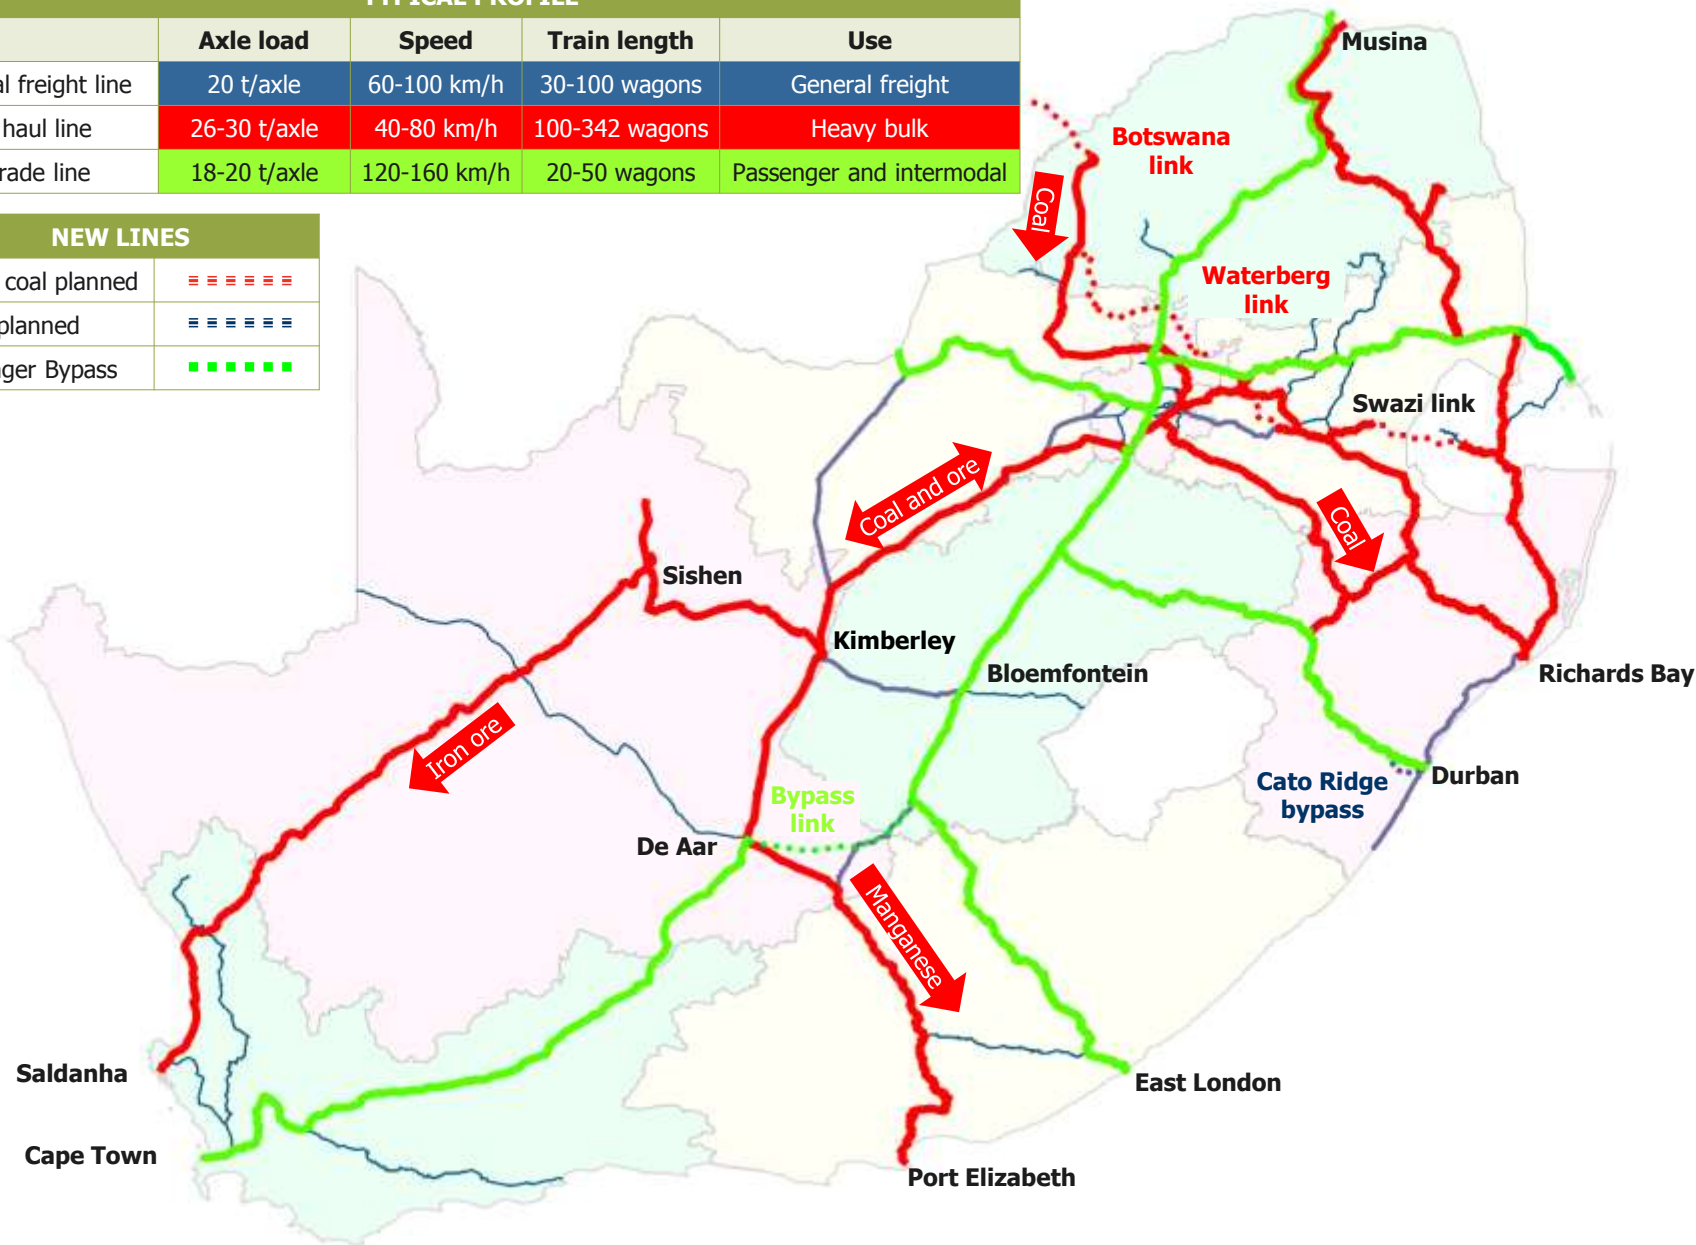 TYPICAL PROFILE
Axle load Speed Train length Use
freight line 20 t/axle 60-100 km/h 30-100 wagons General freight
haul line 26-30 t/axle 40-80 km/h 100-342 wagons Heavy bulk
line 18-20 t/axle 120-160 km/h 20-50 wagons Passenger and intermodal
NEW LINES
coal planned
planned
Bypass
Musina
Botswana
link
Coal
Waterberg
link
Swazi link
Coal and ore
Coal
Sishen
Kimberley
Bloemfontein
Richards Bay
Iron ore
Bypass
link
Cato Ridge
bypass
Durban
De Aar
Manganese
Saldanha
East London
Cape Town
Port Elizabeth